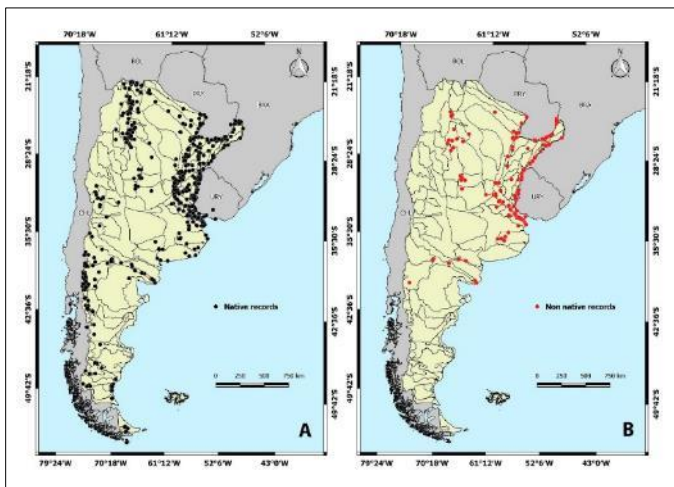 70°18'W 61°12'W 52°6'W
N
21°18'S 21°18'S
28°24'S 28°24'S
35°30'S 35°30'S
42°36'S 42°36'S
49°42'S 49°42'S
BOL
PRY
BRA
CHL
URY
Native records
0 250 500 750 km
A
79°24'W 70°18'W 61°12'W 52°6'W 43°0'W
70°18'W 61°12'W 52°6'W
N
21°18'S 21°18'S
28°24'S 28°24'S
35°30'S 35°30'S
42°36'S 42°36'S
49°42'S 49°42'S
BOL
PRY
BRA
CHL
URY
Non native records
0 250 500 750 km
B
79°24'W 70°18'W 61°12'W 52°6'W 43°0'W